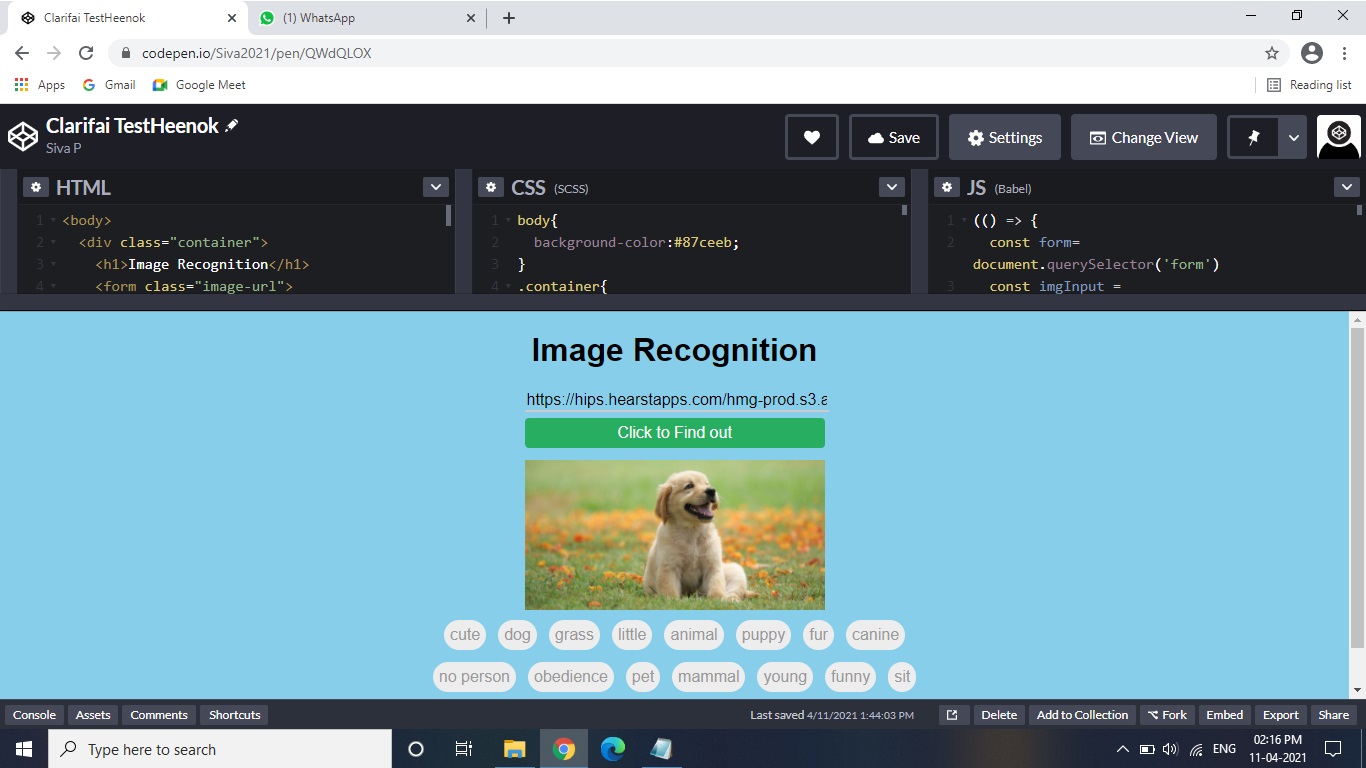 Clarifai TestHeenok
(1) WhatsApp
codepen.io/Siva2021/pen/QWdQLOX
Apps Gmail Google Meet Reading list
Clarifai TestHeenok
Siva P
Save Settings Change View
HTML
1 <body>
2 <div class="container">
3 <h1>Image Recognition</h1>
4 <form class="image-url">
CSS (SCSS)
1 body{
2 background-color:#87ceeb;
3 }
4 .container{
JS (Babel)
1 (() => {
2 const form=
document.querySelector('form')
3 const imgInput =
Image Recognition
https://hips.hearstapps.com/hmg-prod.s3.a
Click to Find out
cute dog grass little animal puppy fur canine
no person obedience pet mammal young funny sit
Console Assets Comments Shortcuts Last saved 4/11/2021 1:44:03 PM Delete Add to Collection Fork Embed Export Share
Type here to search
ENG
02:16 PM
11-04-2021